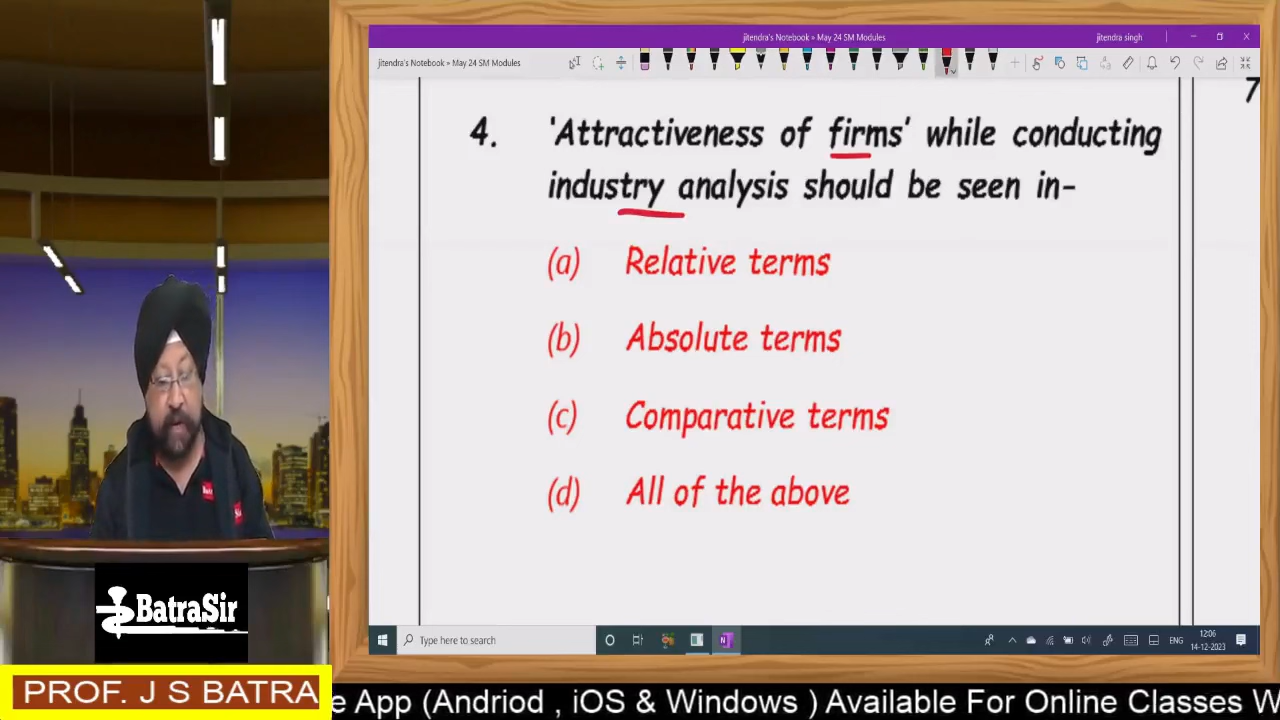 jitendra's Notebook » May 24 SM Modules
jitendra singh
jitendra's Notebook » May 24 SM Modules
7
4. 'Attractiveness of firms' while conducting
industry analysis should be seen in-
(a) Relative terms
(b) Absolute terms
(c) Comparative terms
(d) All of the above
BatraSir
Type here to search
ENG
12:06
14-12-2023
PROF. J S BATRA
e App (Andriod , iOS & Windows ) Available For Online Classes W